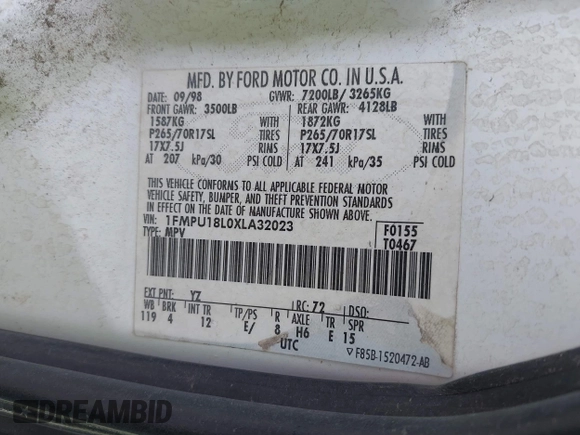 MFD. BY FORD MOTOR CO. IN U.S.A.
DATE: 09/98 GVWR: 7200LB/ 3265KG
FRONT GAWR: 3500LB REAR GAWR: 4128LB
1587KG 1872KG
P265/70R17SL TIRES P265/70R17SL TIRES
17X7.5J RIMS 17X7.5J RIMS
AT 207 kPa/30 PSI COLD AT 241 kPa/35 PSI COLD
THIS VEHICLE CONFORMS TO ALL APPLICABLE FEDERAL MOTOR
VEHICLE SAFETY, BUMPER, AND THEFT PREVENTION STANDARDS
IN EFFECT ON THE DATE OF MANUFACTURE SHOWN ABOVE.
VIN: 1FMPU18L0XLA32023 F0155
TYPE: MPV T0467
EXT PNT: YZ RC: 72 DSO:
WB BRK INT TR TP/PS R AXLE TR SPR
119 4 12 E/ 8 H6 E 15
UTC
▽ F85B-1520472-AB
DREAMBID